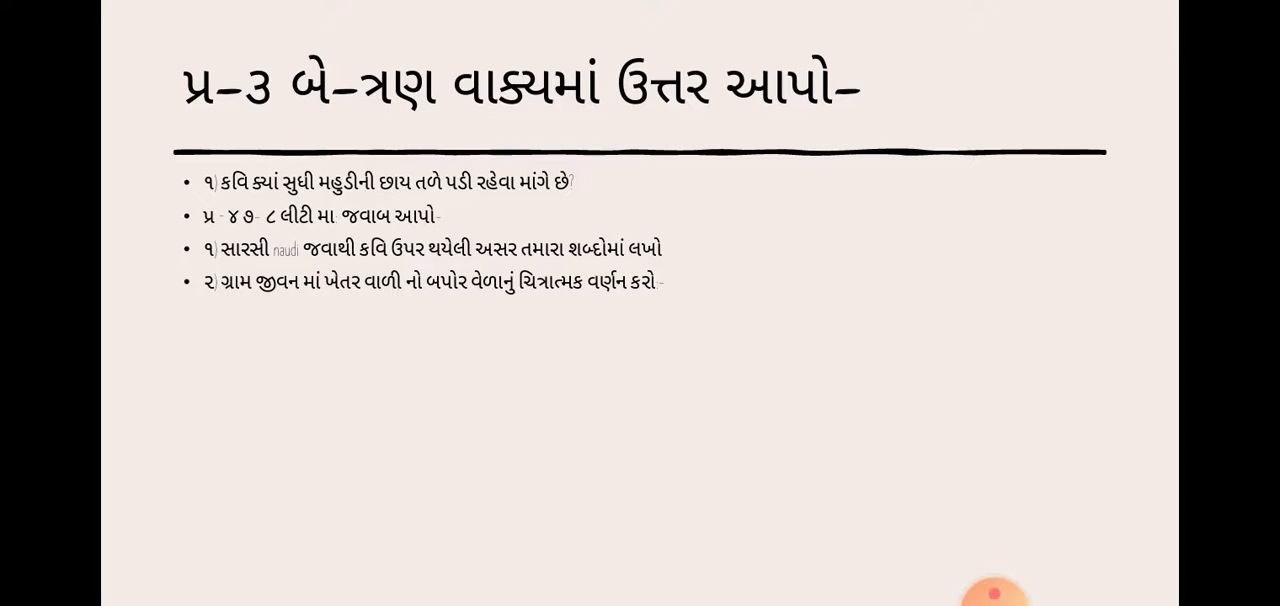 પ્ર-૩ બે-ત્રણ વાક્યમાં ઉત્તર આપો-
• ૧) કવિ ક્યાં સુધી મહુડીની છાય તળે પડી રહેવા માંગે છે?
• પ્ર - ૪ ૭- ૮ લીટી મા જવાબ આપો-
• ૧) સારસી naudi જવાથી કવિ ઉપર થયેલી અસર તમારા શબ્દોમાં લખો
• ૨) ગ્રામ જીવન માં ખેતર વાળી નો બપોર વેળાનું ચિત્રાત્મક વર્ણન કરો -